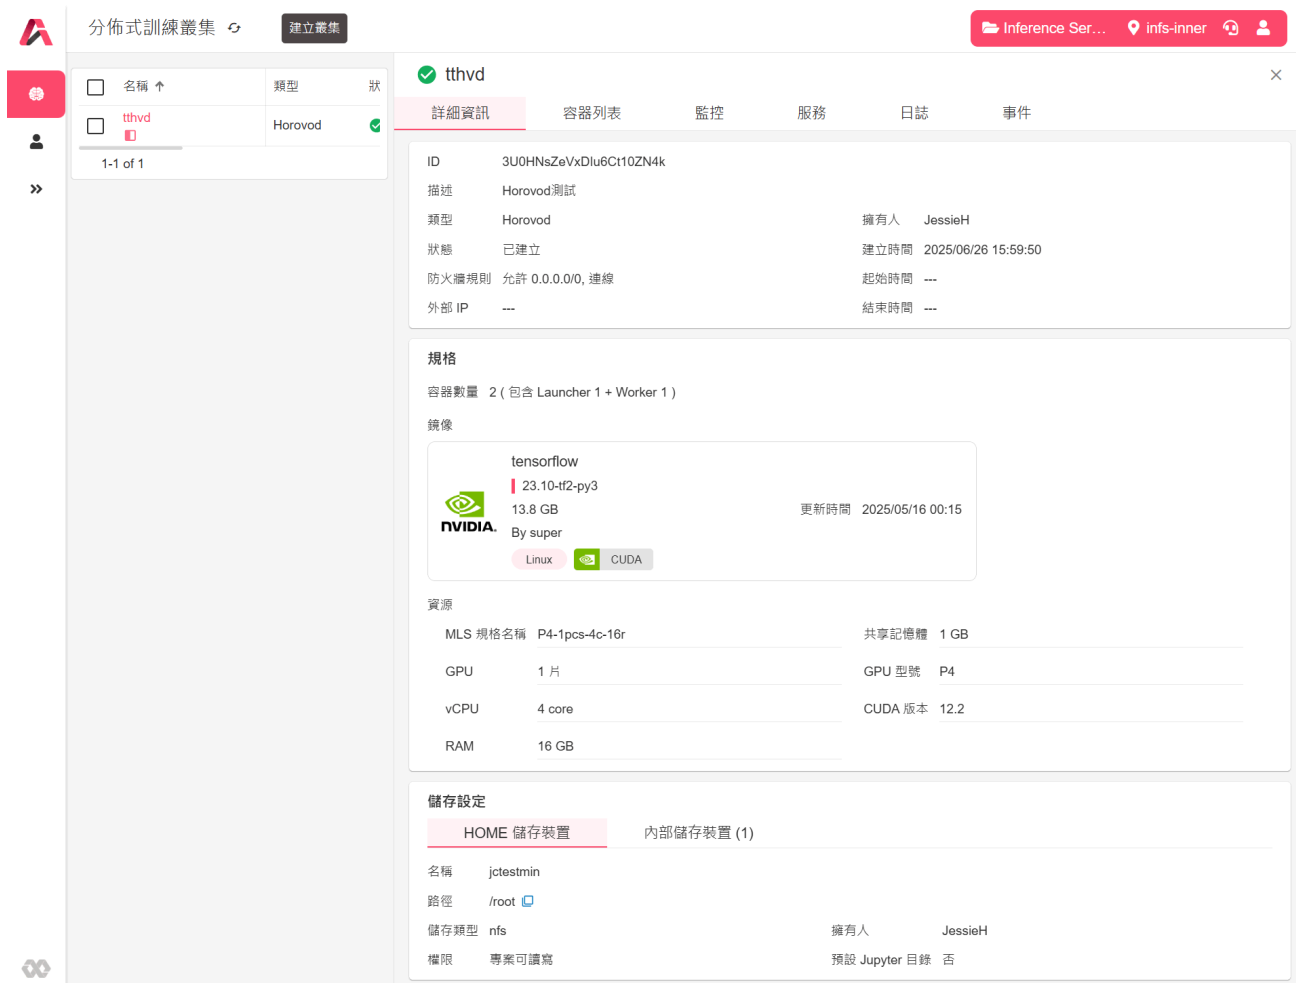 分佈式訓練叢集
建立叢集
Inference Ser...
infs-inner
名稱
類型
狀
tthvd
Horovod
1-1 of 1
tthvd
詳細資訊
容器列表
監控
服務
日誌
事件
ID 3U0HNsZeVxDlu6Ct10ZN4k
描述 Horovod測試
類型 Horovod
擁有人 JessieH
狀態 已建立
建立時間 2025/06/26 15:59:50
防火牆規則 允許 0.0.0.0/0, 連線
起始時間 ---
外部 IP ---
結束時間 ---
規格
容器數量 2 ( 包含 Launcher 1 + Worker 1 )
鏡像
tensorflow
23.10-tf2-py3
13.8 GB
更新時間 2025/05/16 00:15
By super
nVIDIA.
Linux
CUDA
資源
MLS 規格名稱 P4-1pcs-4c-16r
共享記憶體 1 GB
GPU 1 片
GPU 型號 P4
vCPU 4 core
CUDA 版本 12.2
RAM 16 GB
儲存設定
HOME 儲存裝置
內部儲存裝置 (1)
名稱 jctestmin
路徑 /root
儲存類型 nfs
擁有人 JessieH
權限 專案可讀寫
預設 Jupyter 目錄 否